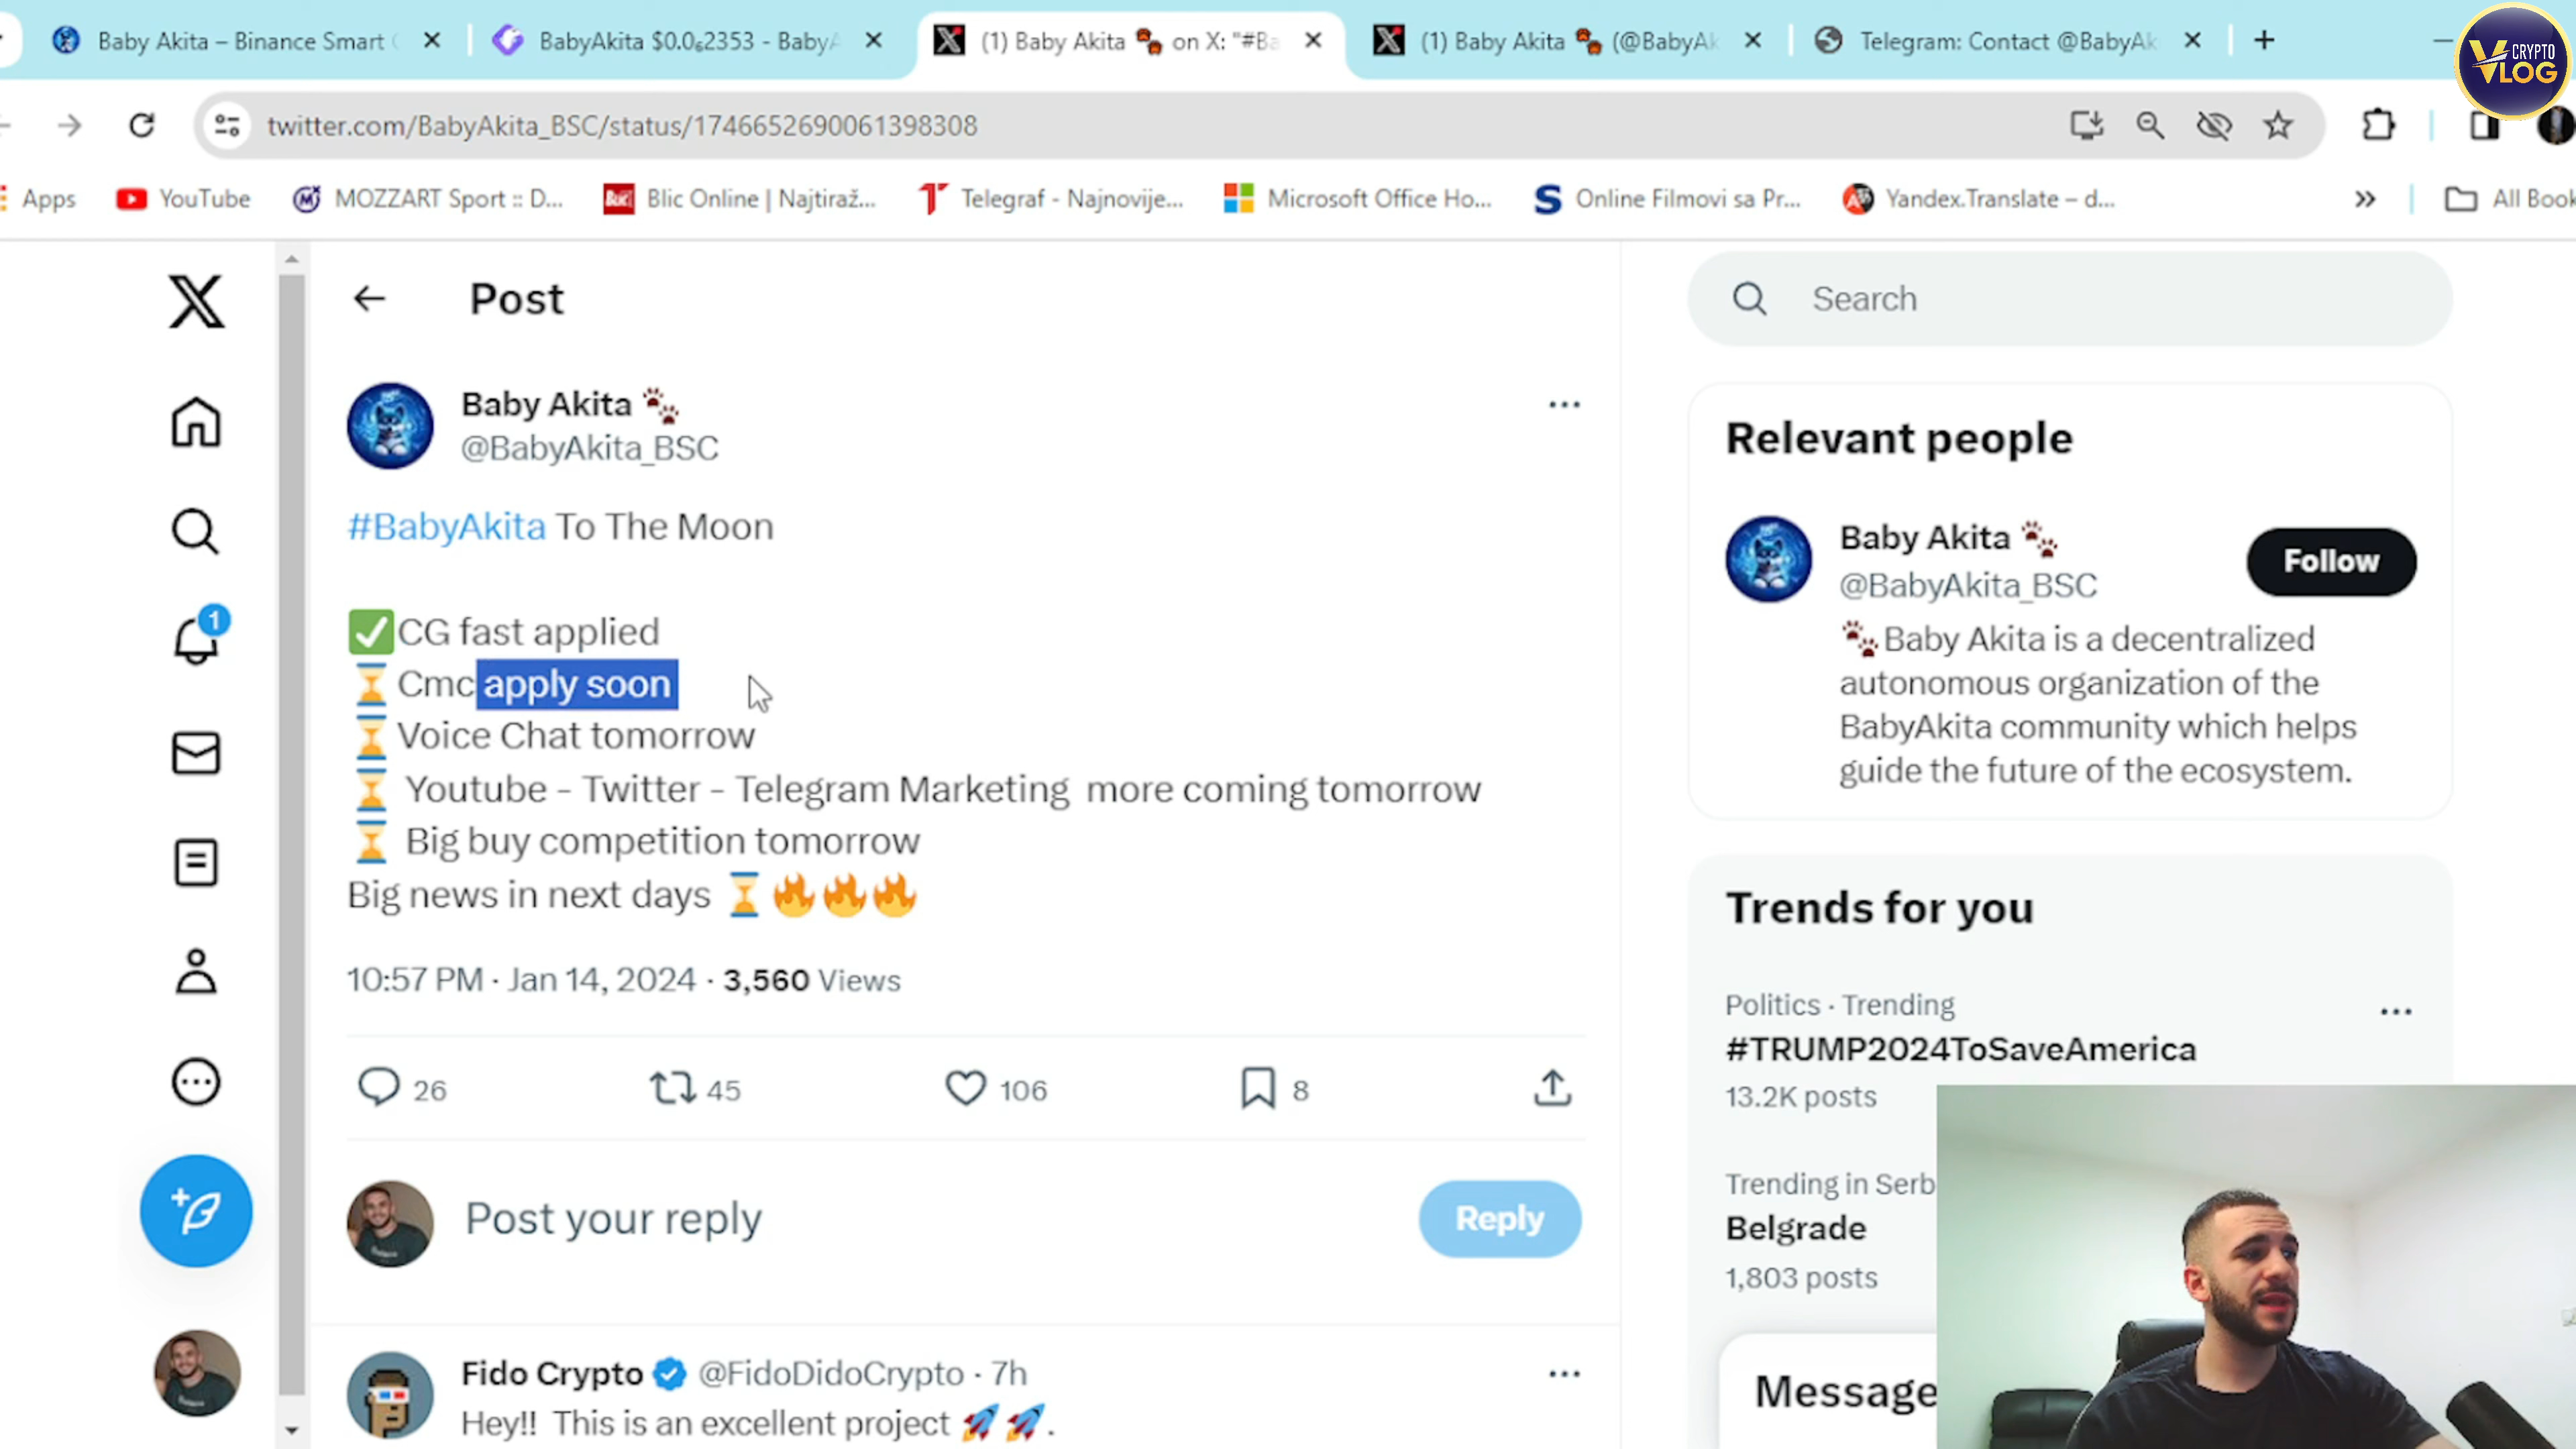 Baby Akita – Binance Smart
BabyAkita $0.0₆2353 - BabyA
(1) Baby Akita 🐾 on X: "#Ba
(1) Baby Akita 🐾 (@BabyAk
Telegram: Contact @BabyAk
CRYPTO
VLOG
twitter.com/BabyAkita_BSC/status/1746652690061398308
Apps
YouTube
MOZZART Sport :: D...
Blic Online | Najtiraž...
Telegraf - Najnovije...
Microsoft Office Ho...
Online Filmovi sa Pr...
Yandex.Translate – d...
All Book
Post
Search
Baby Akita 🐾
@BabyAkita_BSC
#BabyAkita To The Moon
✅CG fast applied
⏳Cmc apply soon
⏳Voice Chat tomorrow
⏳ Youtube - Twitter - Telegram Marketing more coming tomorrow
⏳ Big buy competition tomorrow
Big news in next days ⏳🔥🔥🔥
10:57 PM · Jan 14, 2024 · 3,560 Views
26 45 106 8
Post your reply
Reply
Fido Crypto @FidoDidoCrypto · 7h
Hey!! This is an excellent project 🚀🚀.
1
Relevant people
Baby Akita 🐾
@BabyAkita_BSC
Follow
🐾Baby Akita is a decentralized
autonomous organization of the
BabyAkita community which helps
guide the future of the ecosystem.
Trends for you
Politics · Trending
#TRUMP2024ToSaveAmerica
13.2K posts
Trending in Serb
Belgrade
1,803 posts
Message